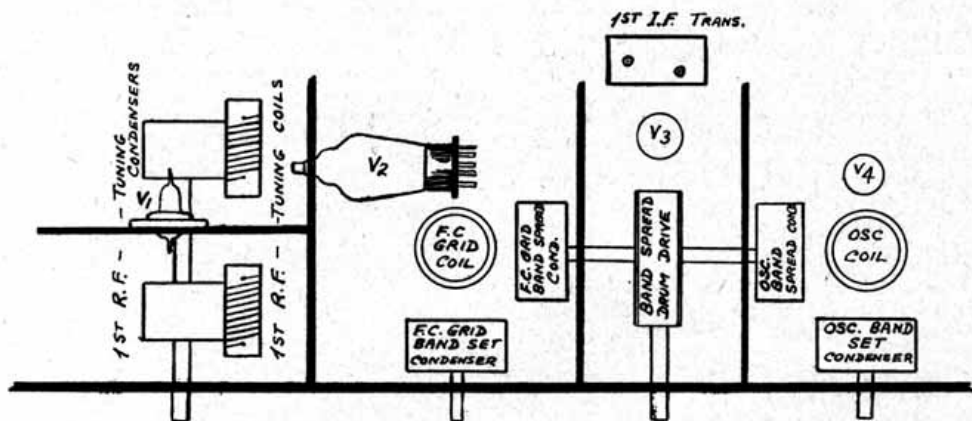 1ST I.F. TRANS.
1ST R.F. — TUNING
CONDENSERS
1ST R.F. — TUNING COILS
V1
V2
V3
V4
F.C
GRID
COIL
F.C. GRID
BAND SPREAD
COND.
BAND SPREAD
DRUM DRIVE
OSC.
BAND
SPREAD COND
OSC
COIL
F.C. GRID
BAND SET
CONDENSER
OSC. BAND
SET
CONDENSER